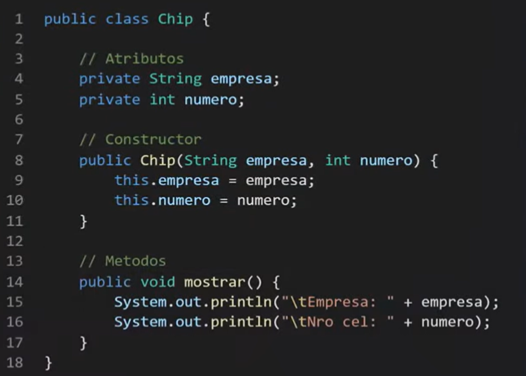 1 public class Chip {
2
3     // Atributos
4     private String empresa;
5     private int numero;
6
7     // Constructor
8     public Chip(String empresa, int numero) {
9         this.empresa = empresa;
10         this.numero = numero;
11     }
12
13     // Metodos
14     public void mostrar() {
15         System.out.println("\tEmpresa: " + empresa);
16         System.out.println("\tNro cel: " + numero);
17     }
18 }